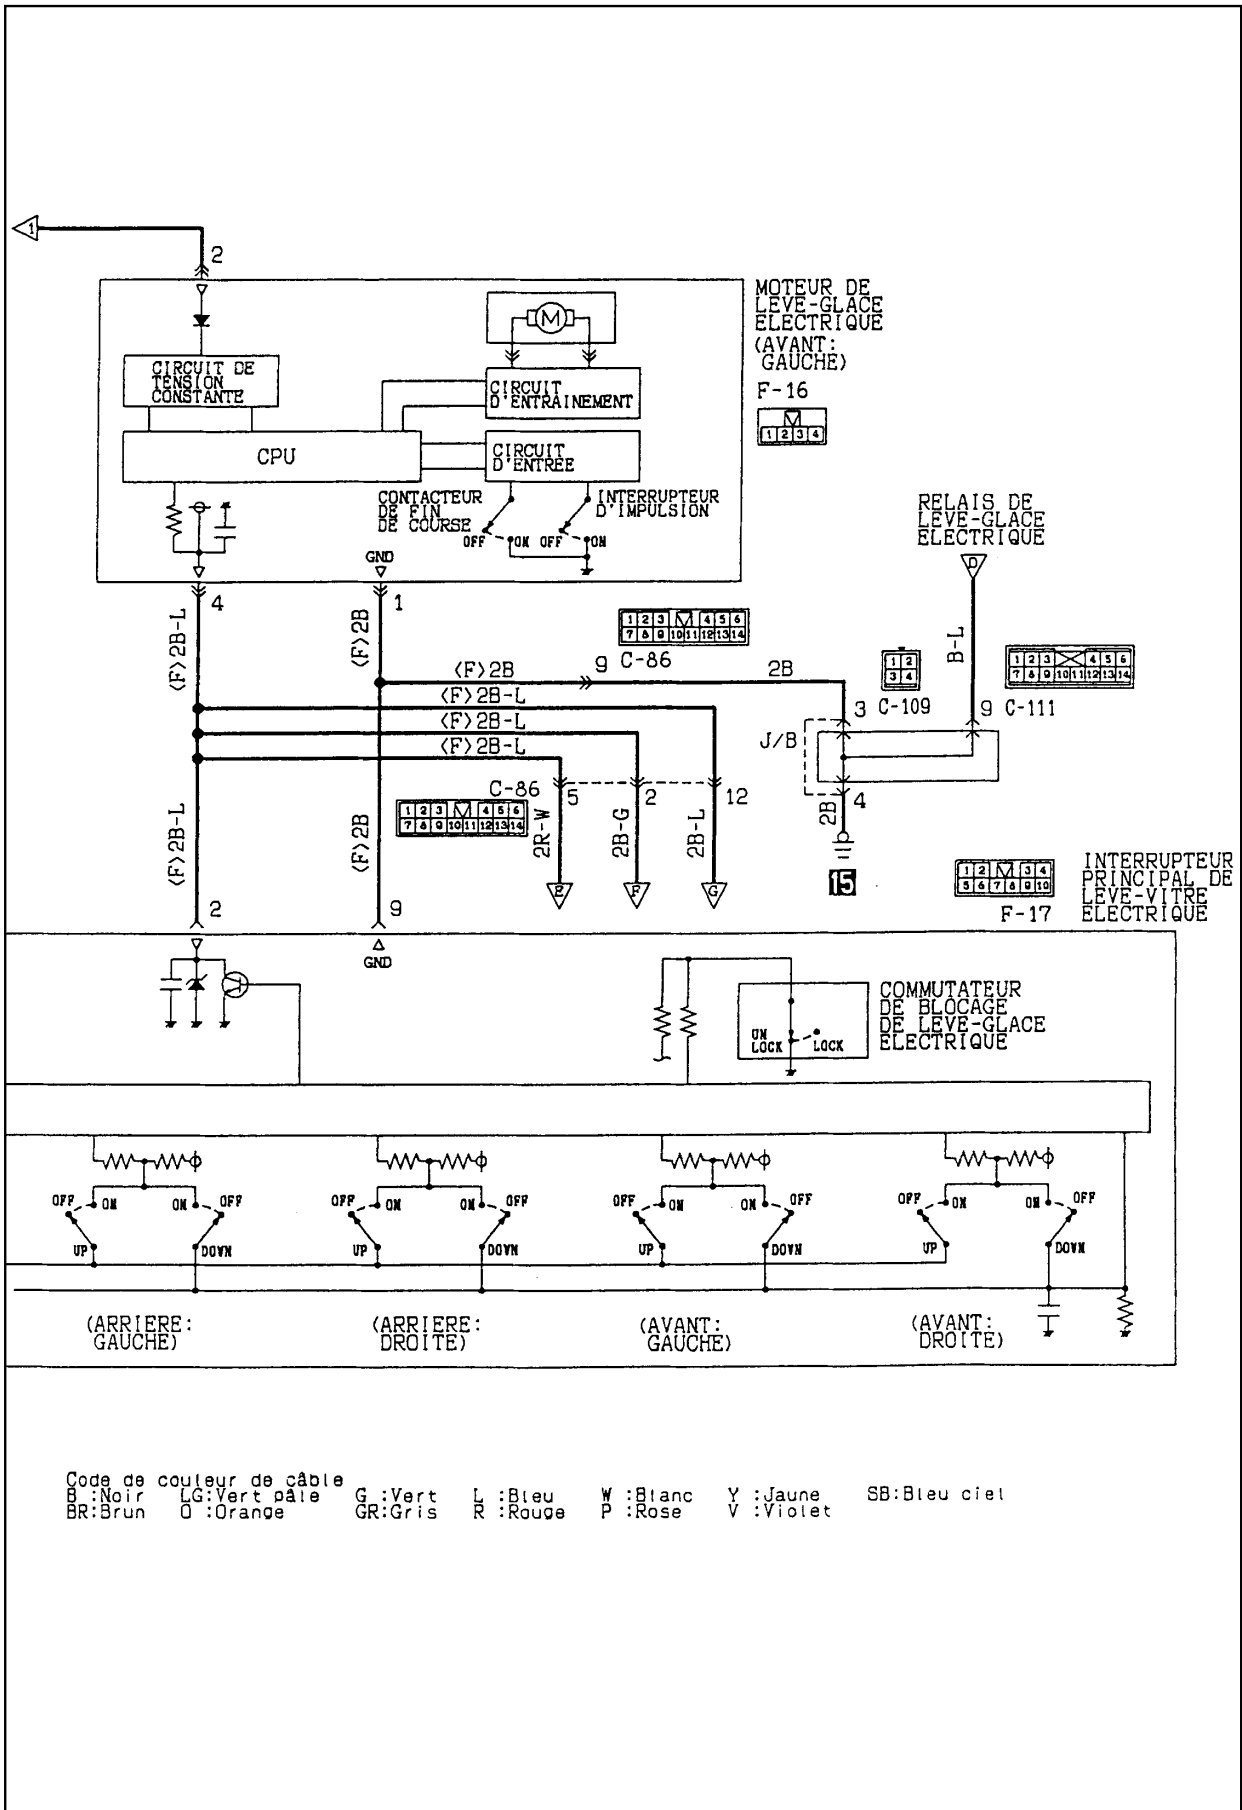 1
2
MOTEUR DE
LEVE-GLACE
ELECTRIQUE
(AVANT:
GAUCHE)
F-16
1 2 3 4
M
CIRCUIT DE
TENSION
CONSTANTE
CIRCUIT
D'ENTRAINEMENT
CPU
CIRCUIT
D'ENTREE
CONTACTEUR
DE FIN
DE COURSE
INTERRUPTEUR
D'IMPULSION
OFF ON OFF ON
GND
4
1
RELAIS DE
LEVE-GLACE
ELECTRIQUE
D
<F>2B-L
<F>2B
1 2 3 4 5 6
7 8 9 10 11 12 13 14
C-86
<F>2B
9
2B
B-L
1 2
3 4
C-109
1 2 3 4 5 6
7 8 9 10 11 12 13 14
C-111
<F>2B-L
<F>2B-L
<F>2B-L
3
9
J/B
C-86
1 2 3 4 5 6
7 8 9 10 11 12 13 14
5
2
12
4
<F>2B-L
<F>2B
2R-W
2B-G
2B-L
2B
E
F
G
15
1 2 3 4
5 6 7 8 9 10
F-17
INTERRUPTEUR
PRINCIPAL DE
LEVE-VITRE
ELECTRIQUE
2
9
GND
COMMUTATEUR
DE BLOCAGE
DE LEVE-GLACE
ELECTRIQUE
UN
LOCK
LOCK
OFF ON ON OFF
UP DOWN
(ARRIERE:
GAUCHE)
OFF ON ON OFF
UP DOWN
(ARRIERE:
DROITE)
OFF ON ON OFF
UP DOWN
(AVANT:
GAUCHE)
OFF ON ON OFF
UP DOWN
(AVANT:
DROITE)
Code de couleur de câble
B :Noir LG:Vert pâle G :Vert L :Bleu W :Blanc Y :Jaune SB:Bleu ciel
BR:Brun O :Orange GR:Gris R :Rouge P :Rose V :Violet